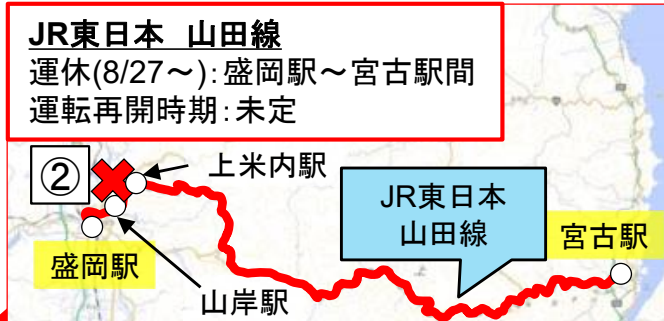 JR東日本 山田線
運休(8/27～):盛岡駅～宮古駅間
運転再開時期:未定
②
上米内駅
JR東日本
山田線
宮古駅
盛岡駅
山岸駅